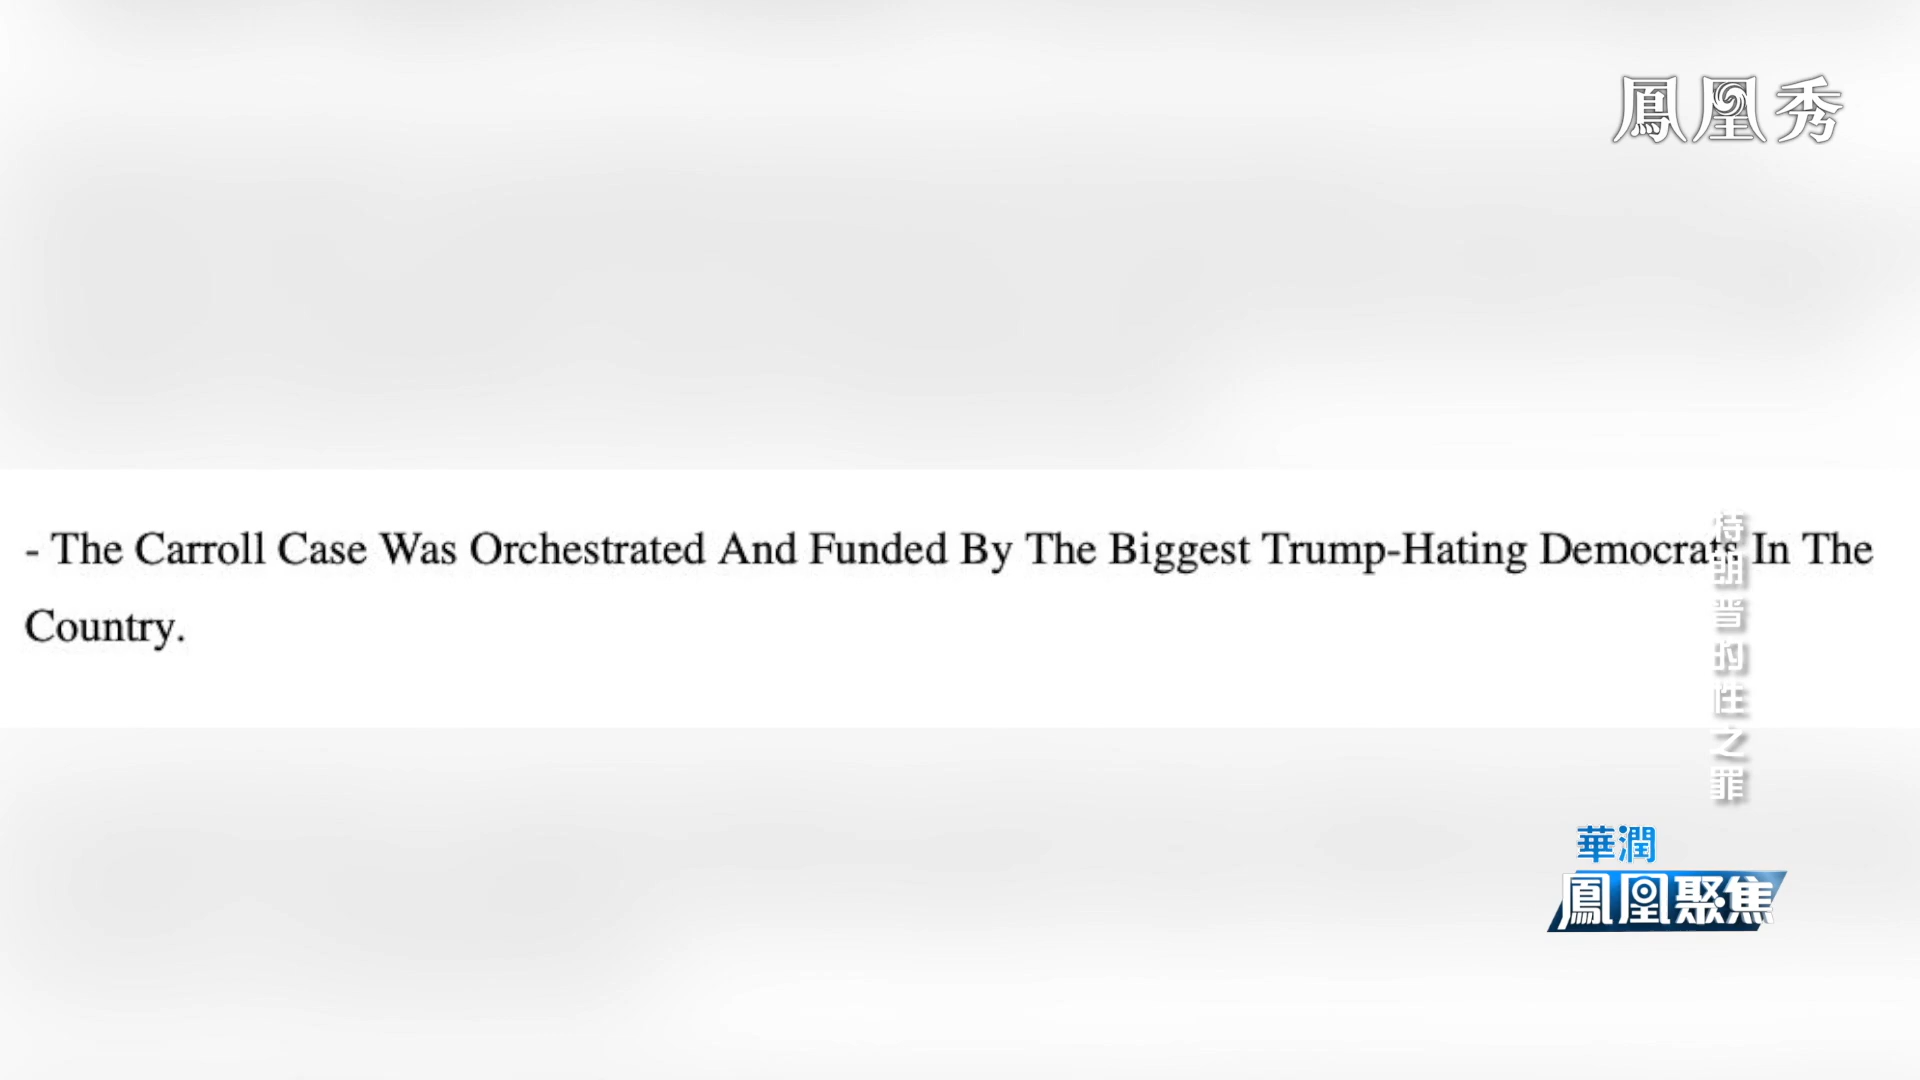 鳳凰秀
- The Carroll Case Was Orchestrated And Funded By The Biggest Trump-Hating Democrats In The
Country.
特朗普的性之罪
華潤
鳳凰聚焦